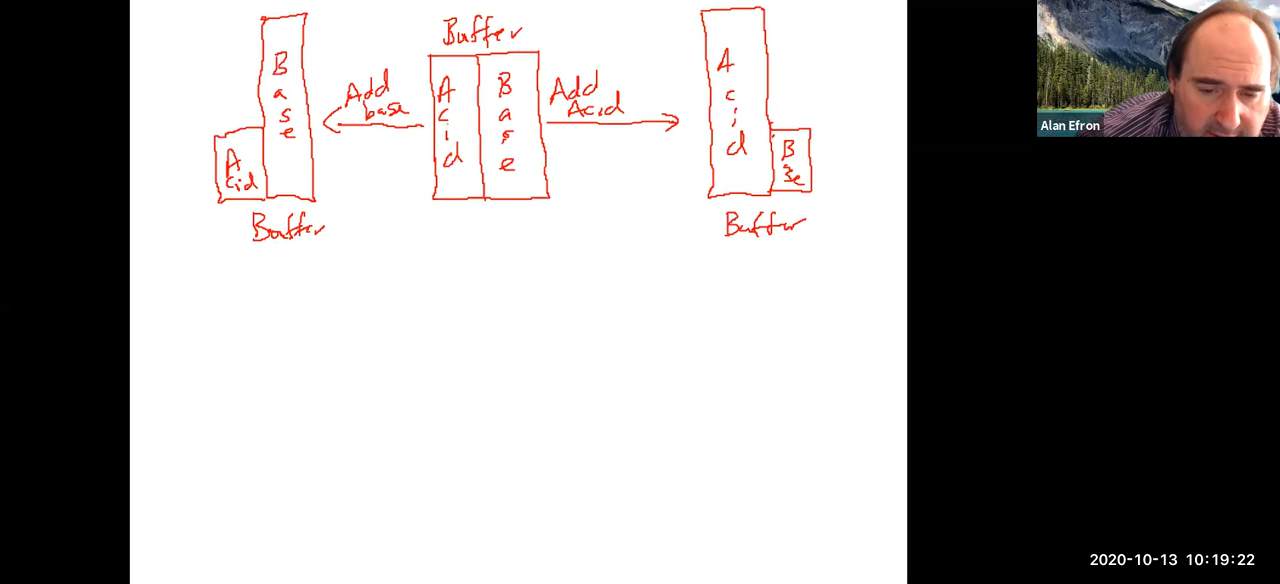 Buffer
Base
Acid
Add
base
Acid
Base
Add
Acid
Acid
Base
Buffer
Buffer
Alan Efron
2020-10-13 10:19:22